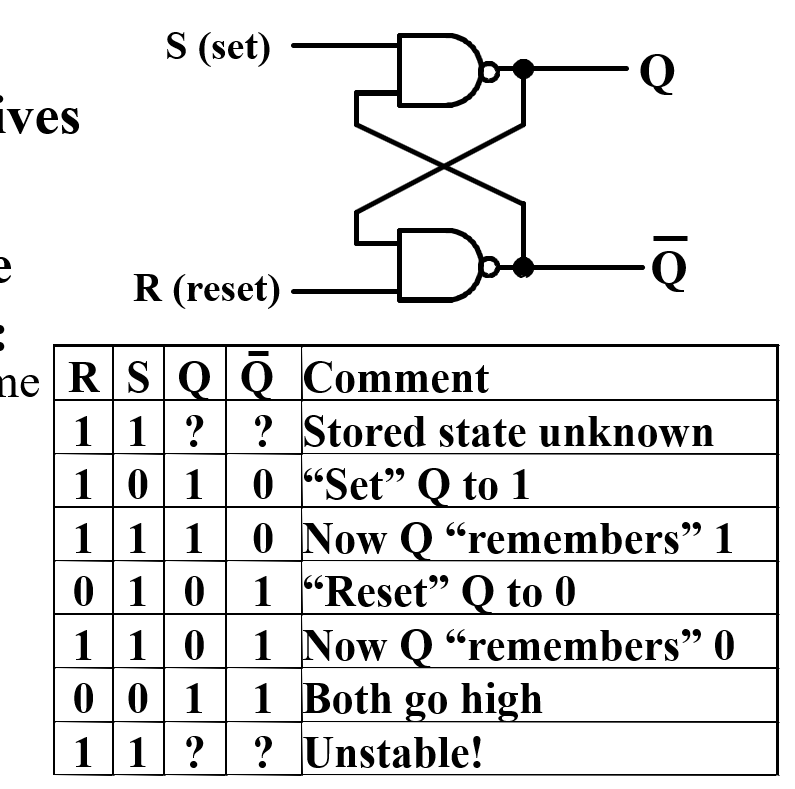 S (set)
Q
ives
e
R (reset)
Q̅
:
me
R S Q Q̅ Comment
1 1 ? ? Stored state unknown
1 0 1 0 “Set” Q to 1
1 1 1 0 Now Q “remembers” 1
0 1 0 1 “Reset” Q to 0
1 1 0 1 Now Q “remembers” 0
0 0 1 1 Both go high
1 1 ? ? Unstable!